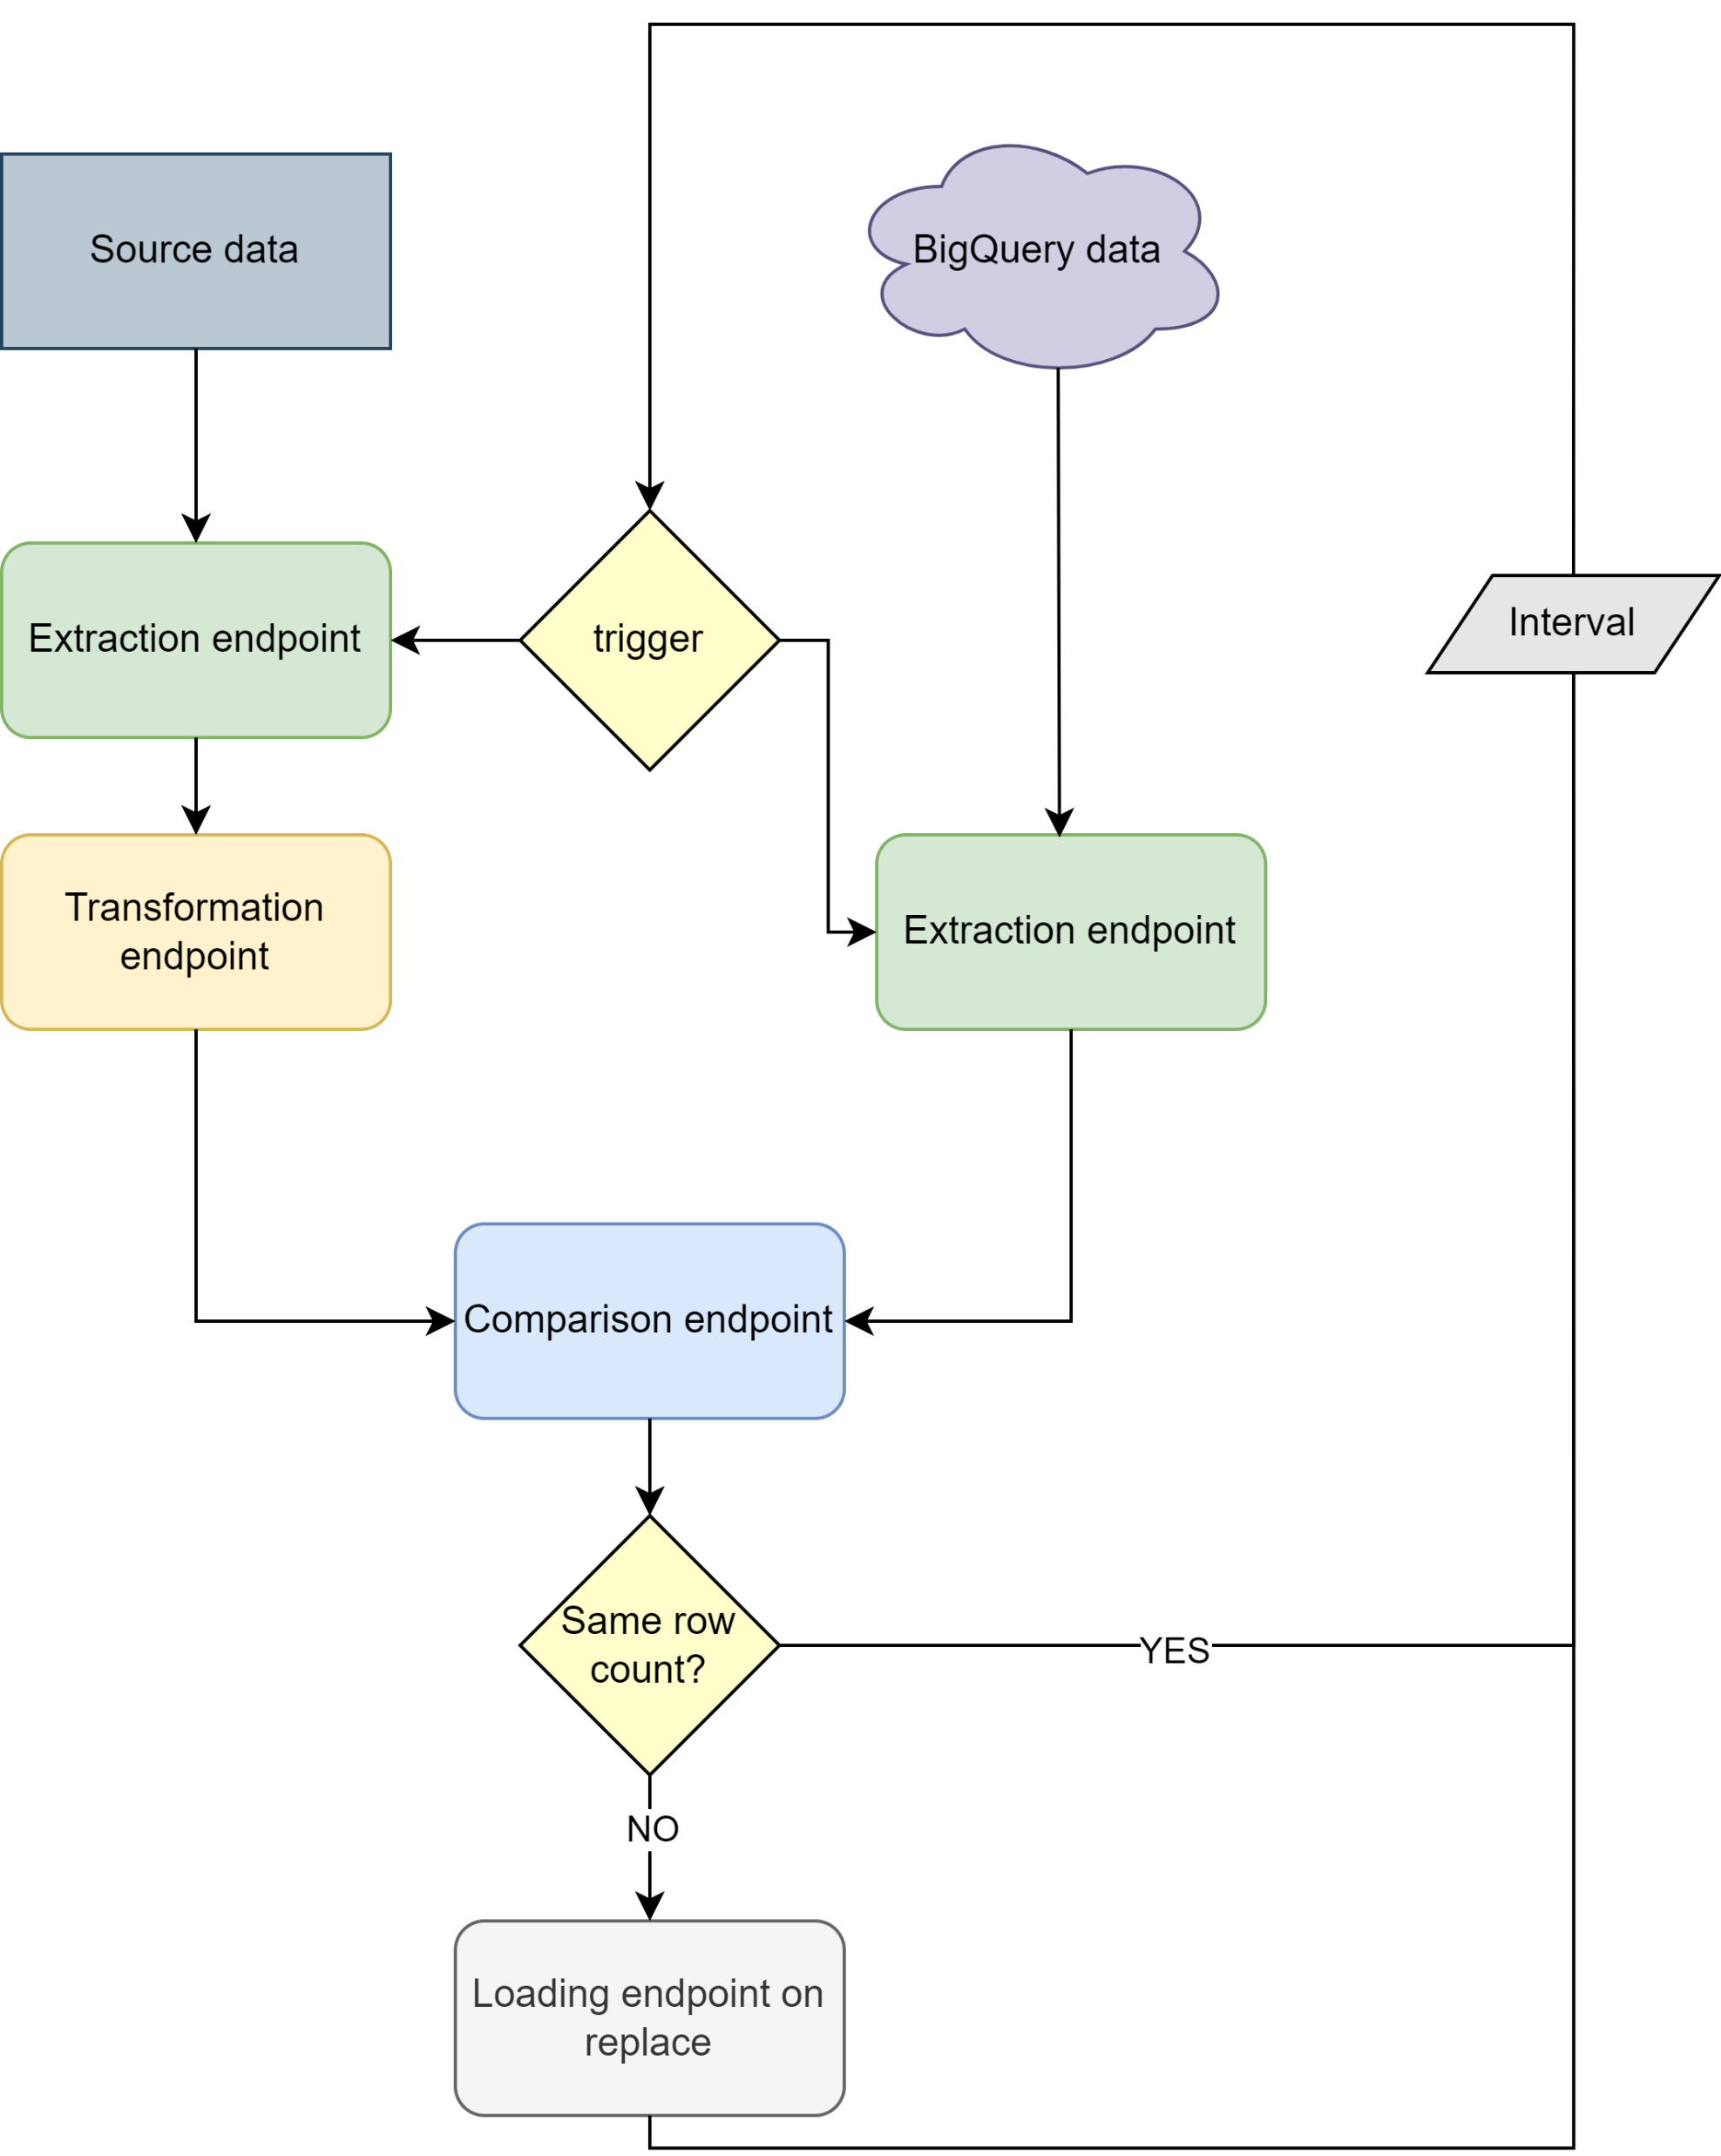 Source data
BigQuery data
Interval
Extraction endpoint
trigger
Transformation
endpoint
Extraction endpoint
Comparison endpoint
Same row
count?
YES
NO
Loading endpoint on
replace